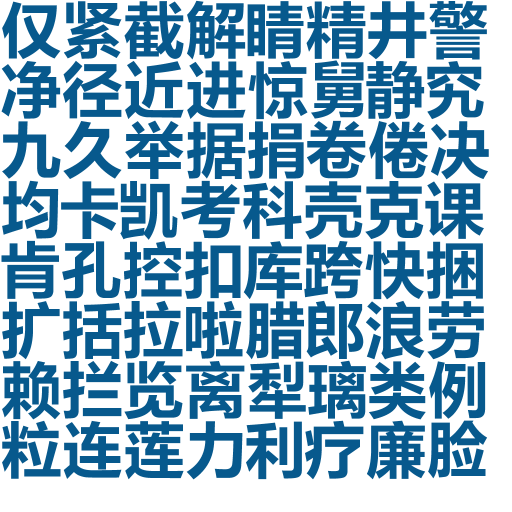 仅紧截解睛精井警
净径近进惊舅静究
九久举据捐卷倦决
均卡凯考科壳克课
肯孔控扣库跨快捆
扩括拉啦腊郎浪劳
赖拦览离犁璃类例
粒连莲力利疗廉脸